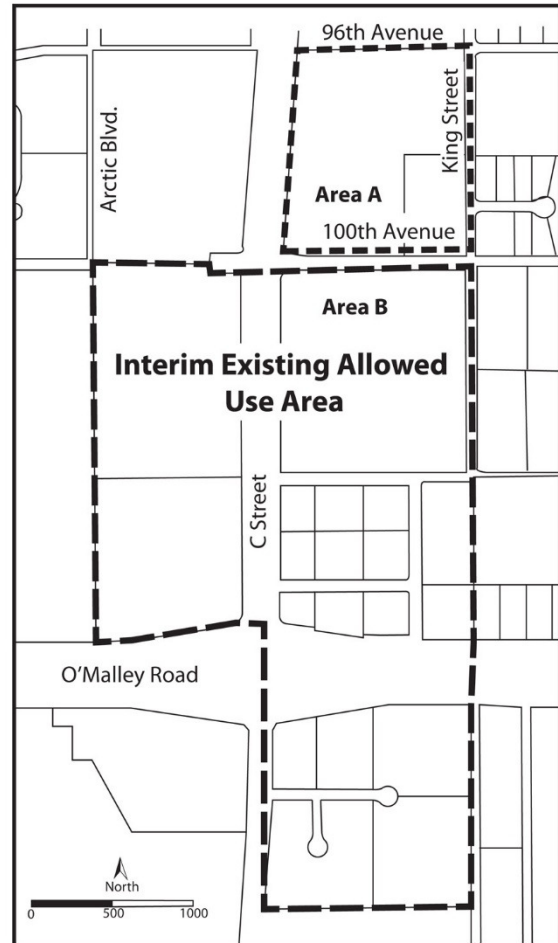 96th Avenue
Arctic Blvd.
King Street
Area A
100th Avenue
Area B
Interim Existing Allowed
Use Area
C Street
O'Malley Road
North
0 500 1000